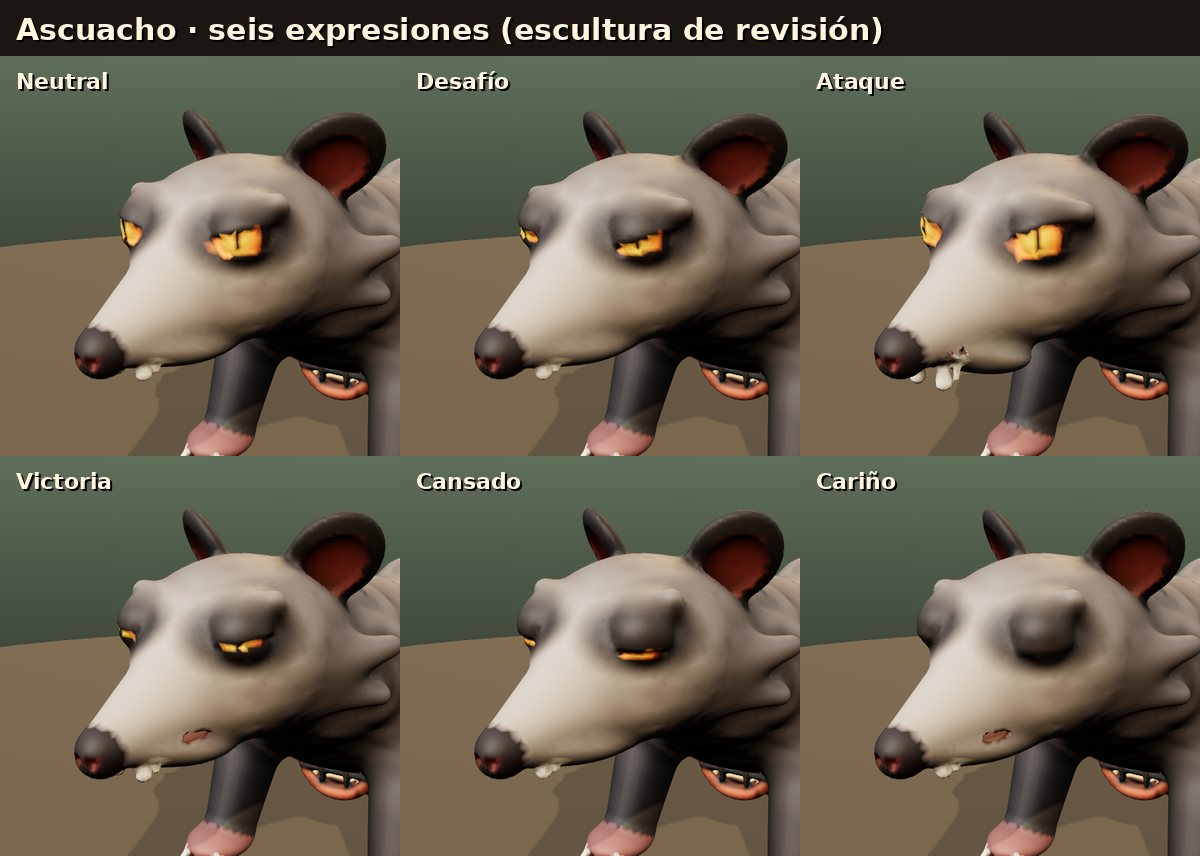 Ascuacho · seis expresiones (escultura de revisión)
Neutral
Desafío
Ataque
Victoria
Cansado
Cariño